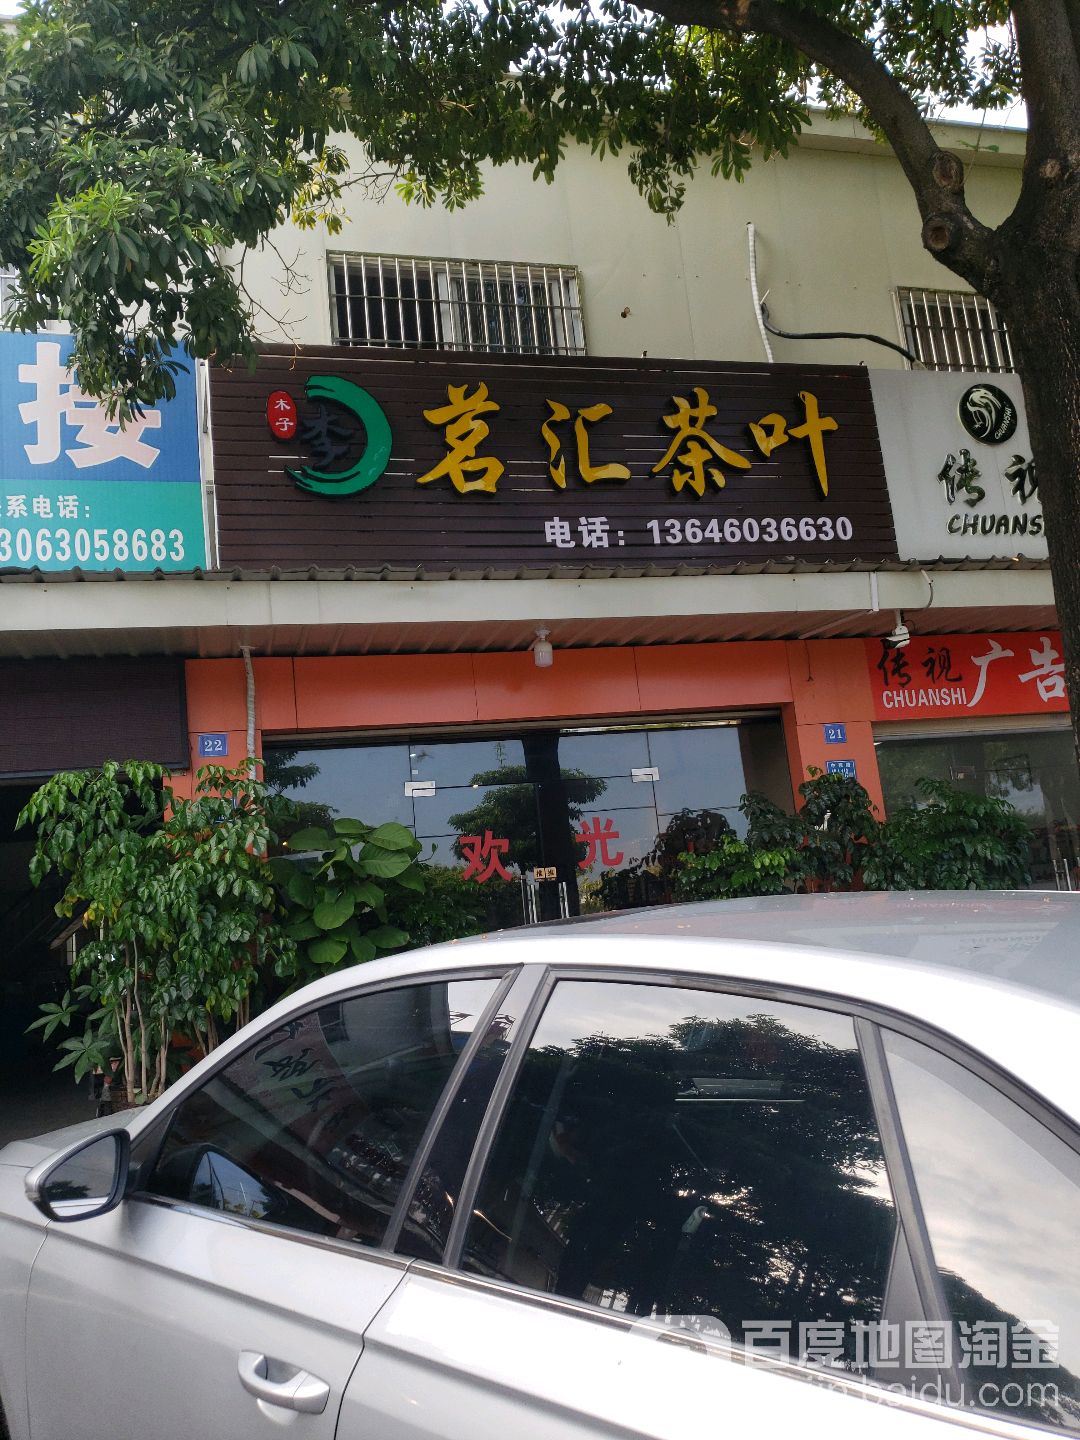 接
系电话:
3063058683
木子
李
茗汇茶叶
电话: 13646036630
CHUANSHI
传视
CHUANS
传视 广告
CHUANSHI
22
21
欢 光
百度地图淘金
baidu.com